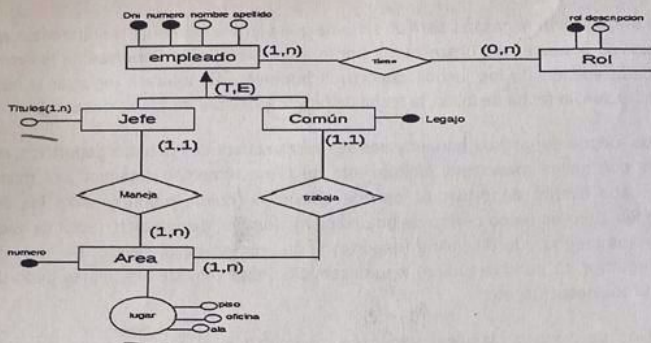 Dni numero nombre apellido
rol descripcion
empleado
(1,n)
Tiene
(0,n)
Rol
(T,E)
Titulos(1,n)
Jefe
Común
Legajo
(1,1)
(1,1)
Maneja
trabaja
(1,n)
numero
Area
(1,n)
lugar
piso
oficina
ala